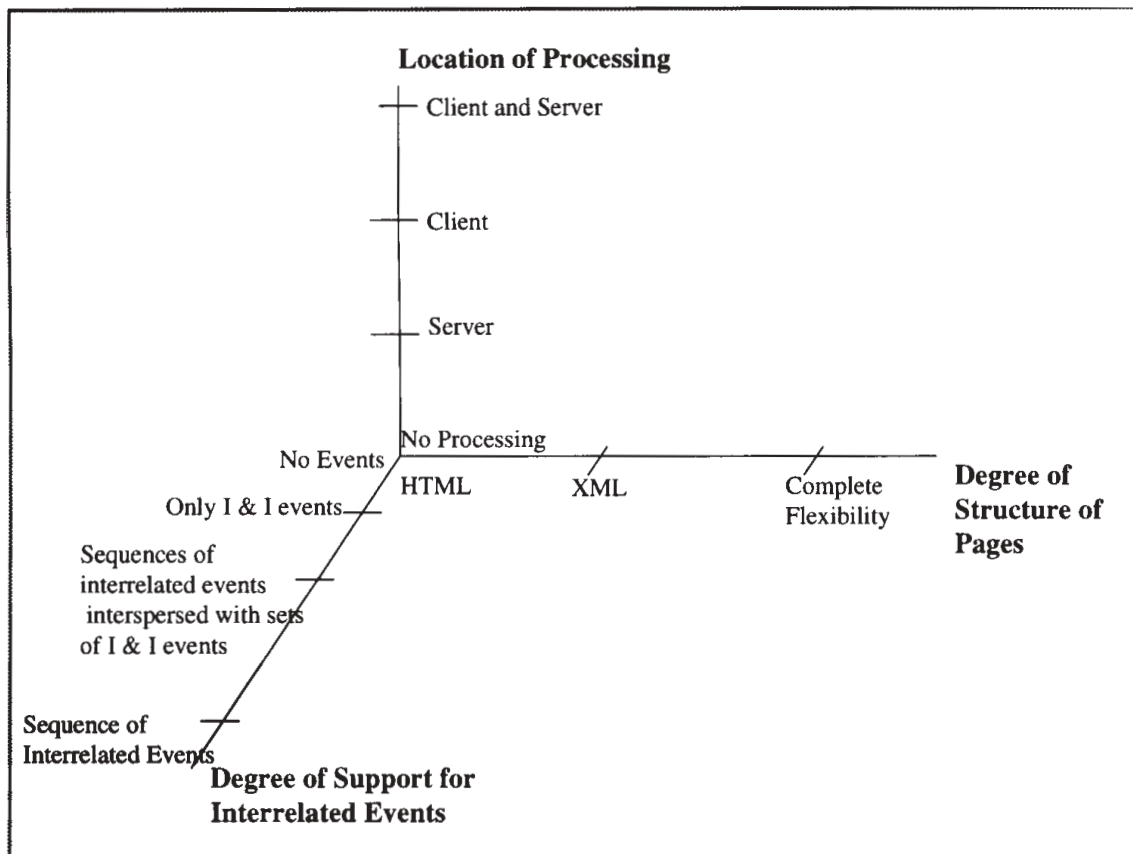 Location of Processing
Client and Server
Client
Server
No Processing
No Events
HTML
XML
Complete
Flexibility
Degree of
Structure of
Pages
Only I & I events
Sequences of
interrelated events
interspersed with sets
of I & I events
Sequence of
Interrelated Events
Degree of Support for
Interrelated Events